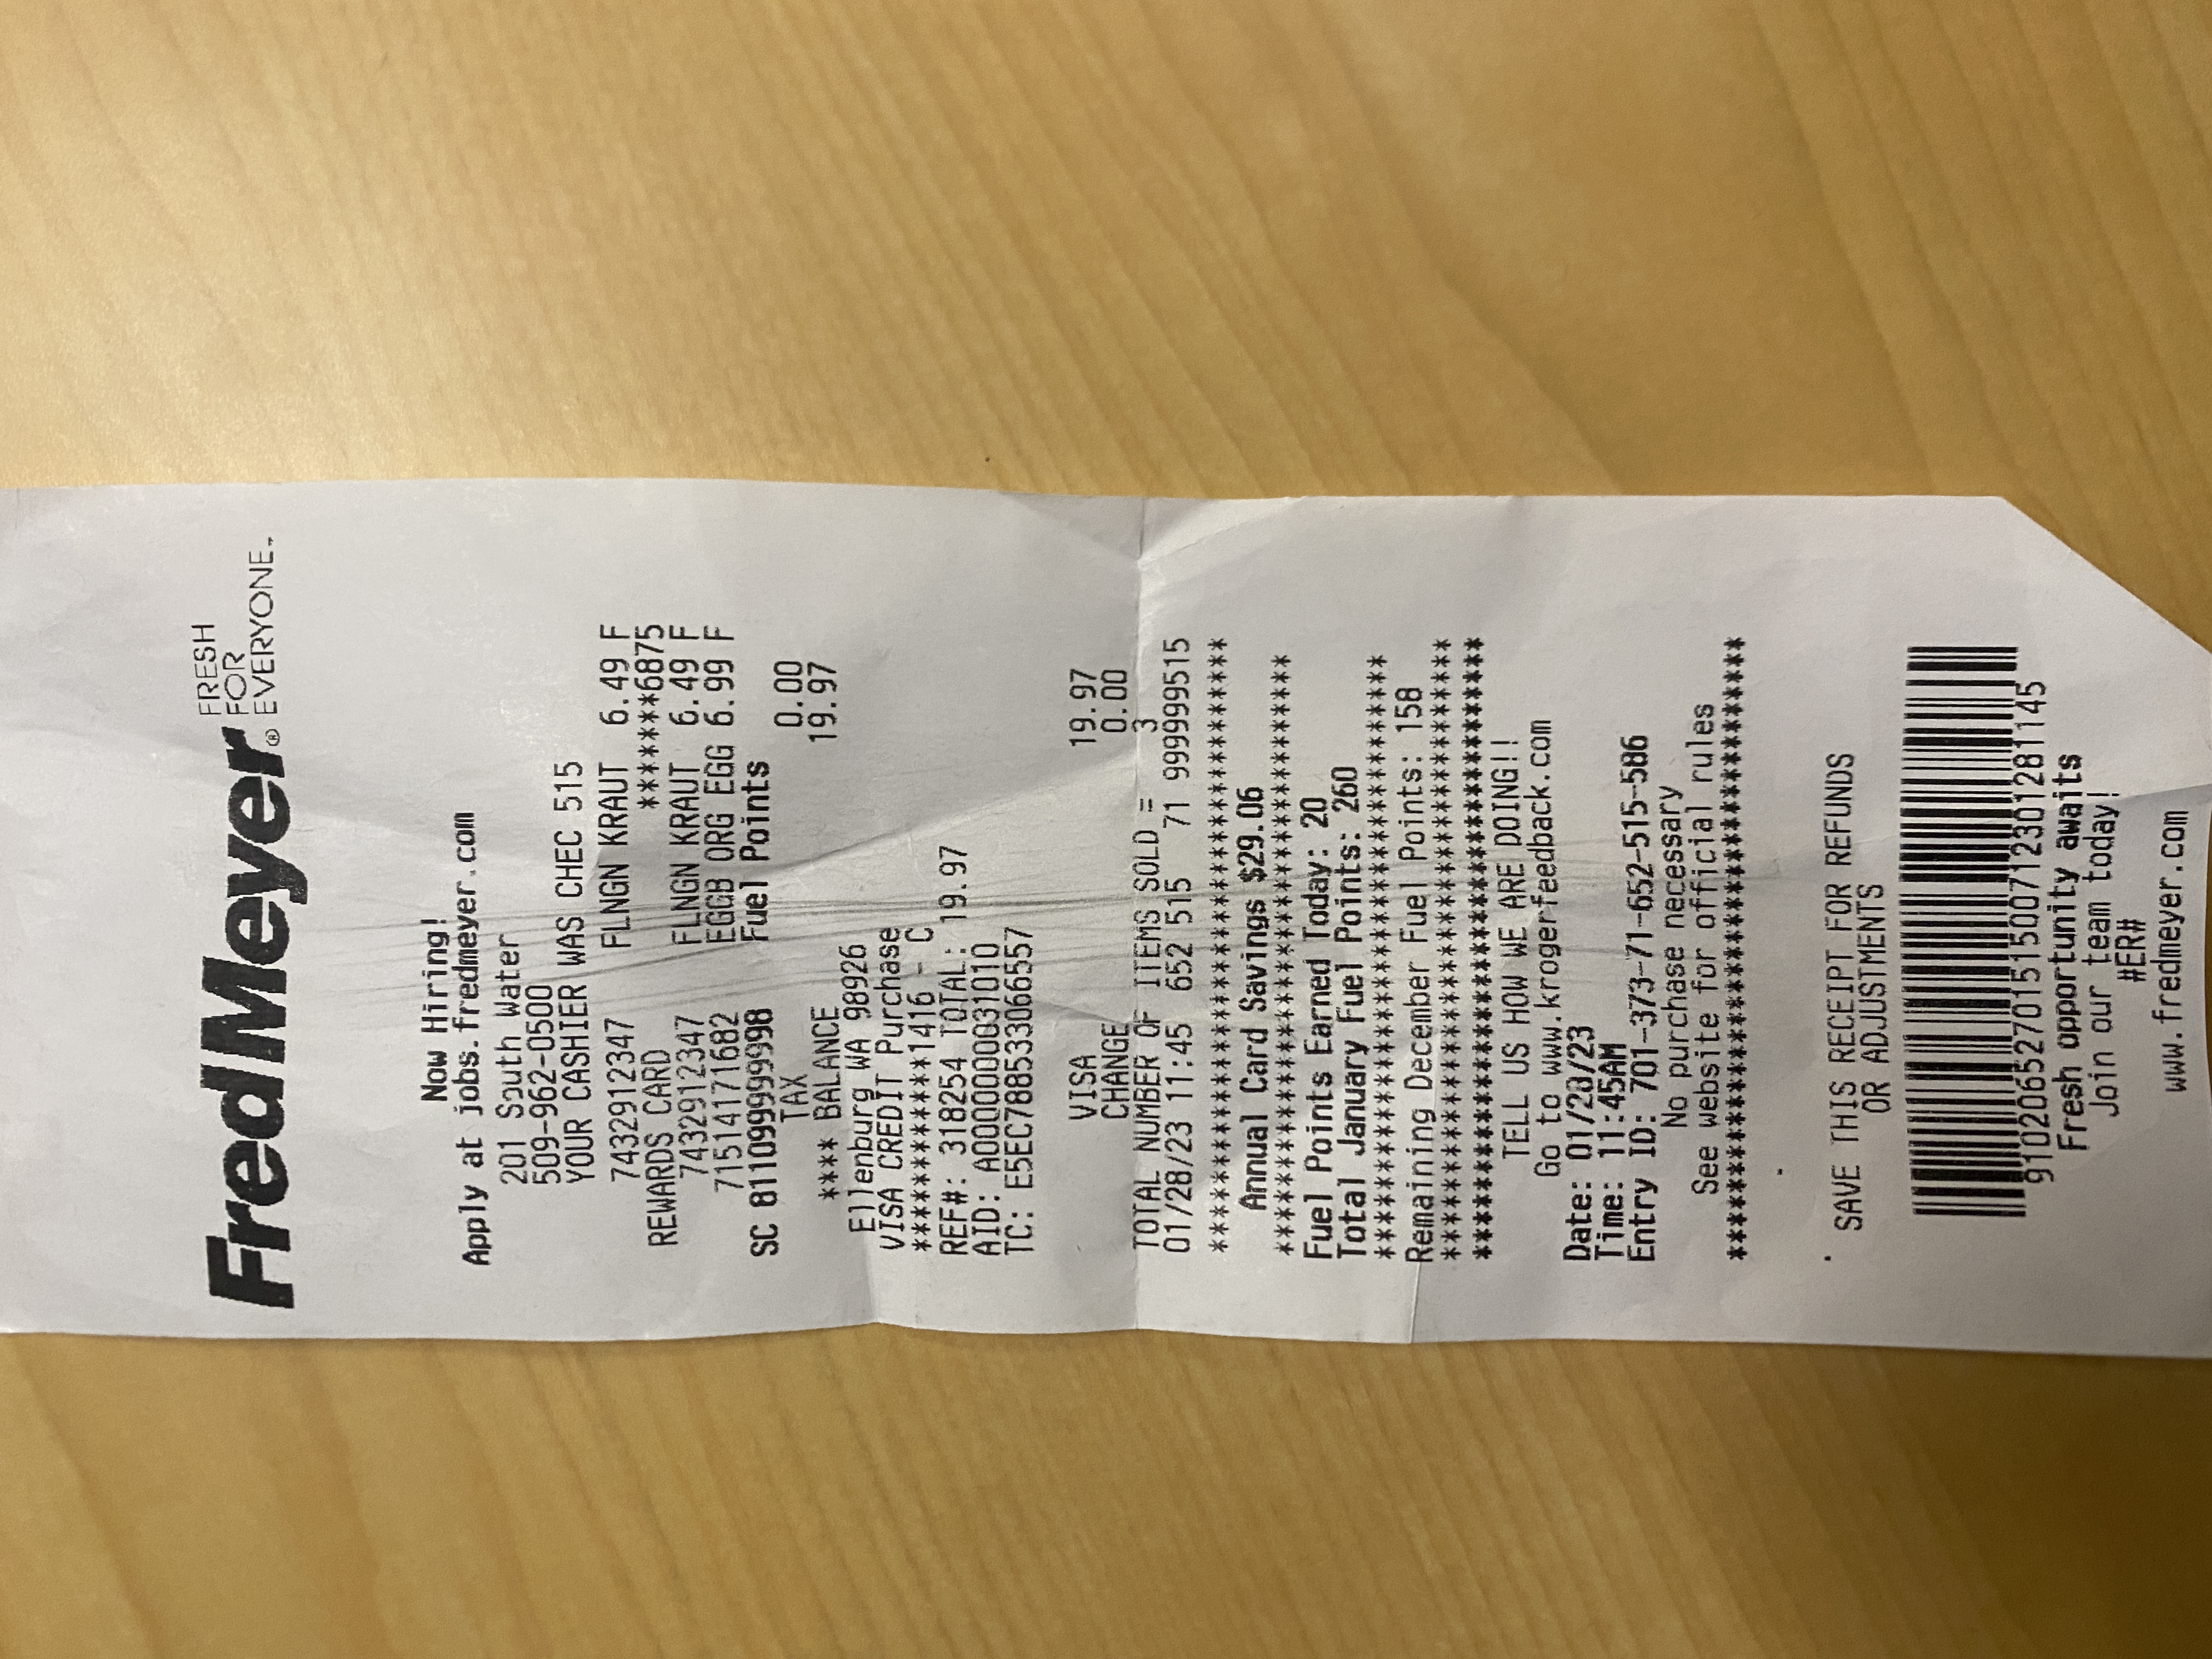 FredMeyer® FRESH
FOR
EVERYONE™
Now Hiring!
Apply at jobs.fredmeyer.com
201 South Water
509-962-0500
YOUR CASHIER WAS CHEC 515
7432912347 FLNGN KRAUT 6.49 F
REWARDS CARD *******6875
7432912347 FLNGN KRAUT 6.49 F
71514171682 EGGB ORG EGG 6.99 F
SC 811099999998 Fuel Points
TAX 0.00
**** BALANCE 19.97
Ellenburg WA 98926
VISA CREDIT Purchase
************1416 - C
REF#: 318254 TOTAL: 19.97
AID: A0000000031010
TC: E5EC788533066557
VISA 19.97
CHANGE 0.00
TOTAL NUMBER OF ITEMS SOLD = 3
01/28/23 11:45 652 515 71 999999515
*************************************
Annual Card Savings $29.06
************************************
Fuel Points Earned Today: 20
Total January Fuel Points: 260
************************************
Remaining December Fuel Points: 158
*************************************
*************************************
TELL US HOW WE ARE DOING!!
Go to www.krogerfeedback.com
Date: 01/28/23
Time: 11:45AM
Entry ID: 701-373-71-652-515-586
No purchase necessary
See website for official rules
*************************************
SAVE THIS RECEIPT FOR REFUNDS
OR ADJUSTMENTS
9102065270151500712301281145
Fresh opportunity awaits
Join our team today!
#ER#
www.fredmeyer.com